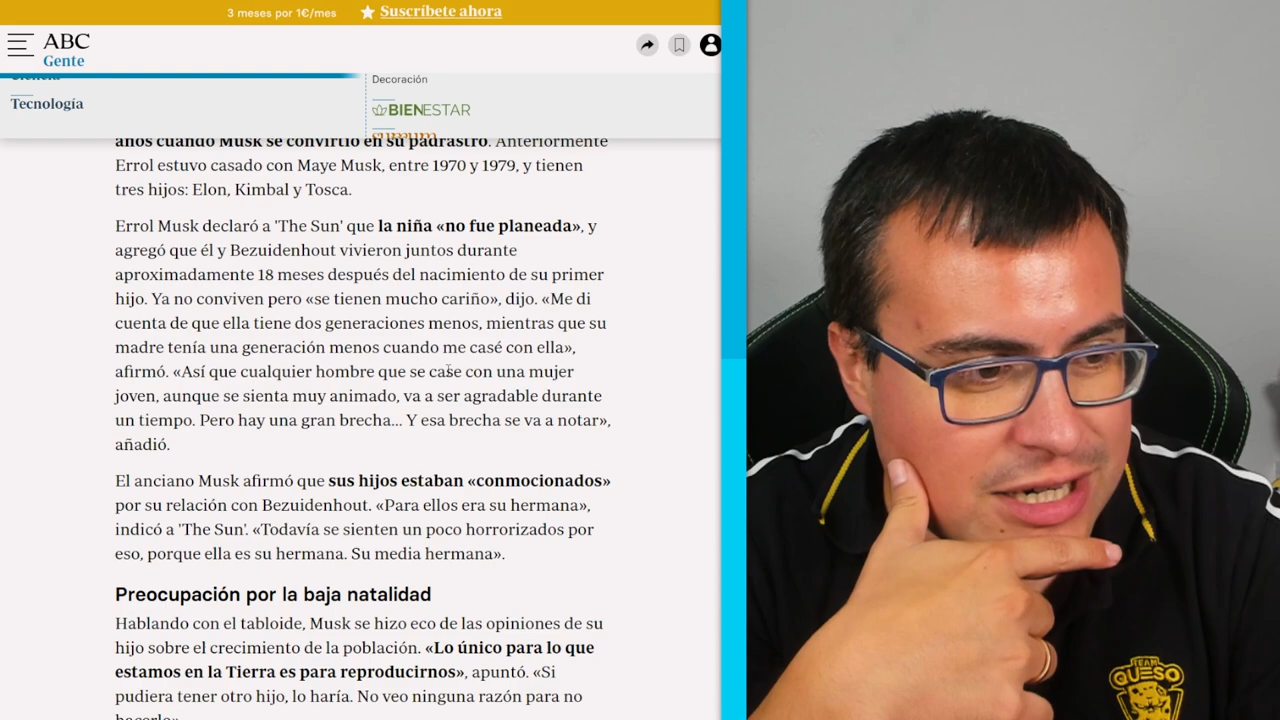 3 meses por 1€/mes Suscríbete ahora
ABC
Gente
Ciencia
Tecnología
Decoración
BIENESTAR
summum
años cuando Musk se convirtió en su padrastro. Anteriormente
Errol estuvo casado con Maye Musk, entre 1970 y 1979, y tienen
tres hijos: Elon, Kimbal y Tosca.
Errol Musk declaró a 'The Sun' que la niña «no fue planeada», y
agregó que él y Bezuidenhout vivieron juntos durante
aproximadamente 18 meses después del nacimiento de su primer
hijo. Ya no conviven pero «se tienen mucho cariño», dijo. «Me di
cuenta de que ella tiene dos generaciones menos, mientras que su
madre tenía una generación menos cuando me casé con ella»,
afirmó. «Así que cualquier hombre que se case con una mujer
joven, aunque se sienta muy animado, va a ser agradable durante
un tiempo. Pero hay una gran brecha... Y esa brecha se va a notar»,
añadió.
El anciano Musk afirmó que sus hijos estaban «conmocionados»
por su relación con Bezuidenhout. «Para ellos era su hermana»,
indicó a 'The Sun'. «Todavía se sienten un poco horrorizados por
eso, porque ella es su hermana. Su media hermana».
Preocupación por la baja natalidad
Hablando con el tabloide, Musk se hizo eco de las opiniones de su
hijo sobre el crecimiento de la población. «Lo único para lo que
estamos en la Tierra es para reproducirnos», apuntó. «Si
pudiera tener otro hijo, lo haría. No veo ninguna razón para no
hacerlo».
TEAM
QUESO